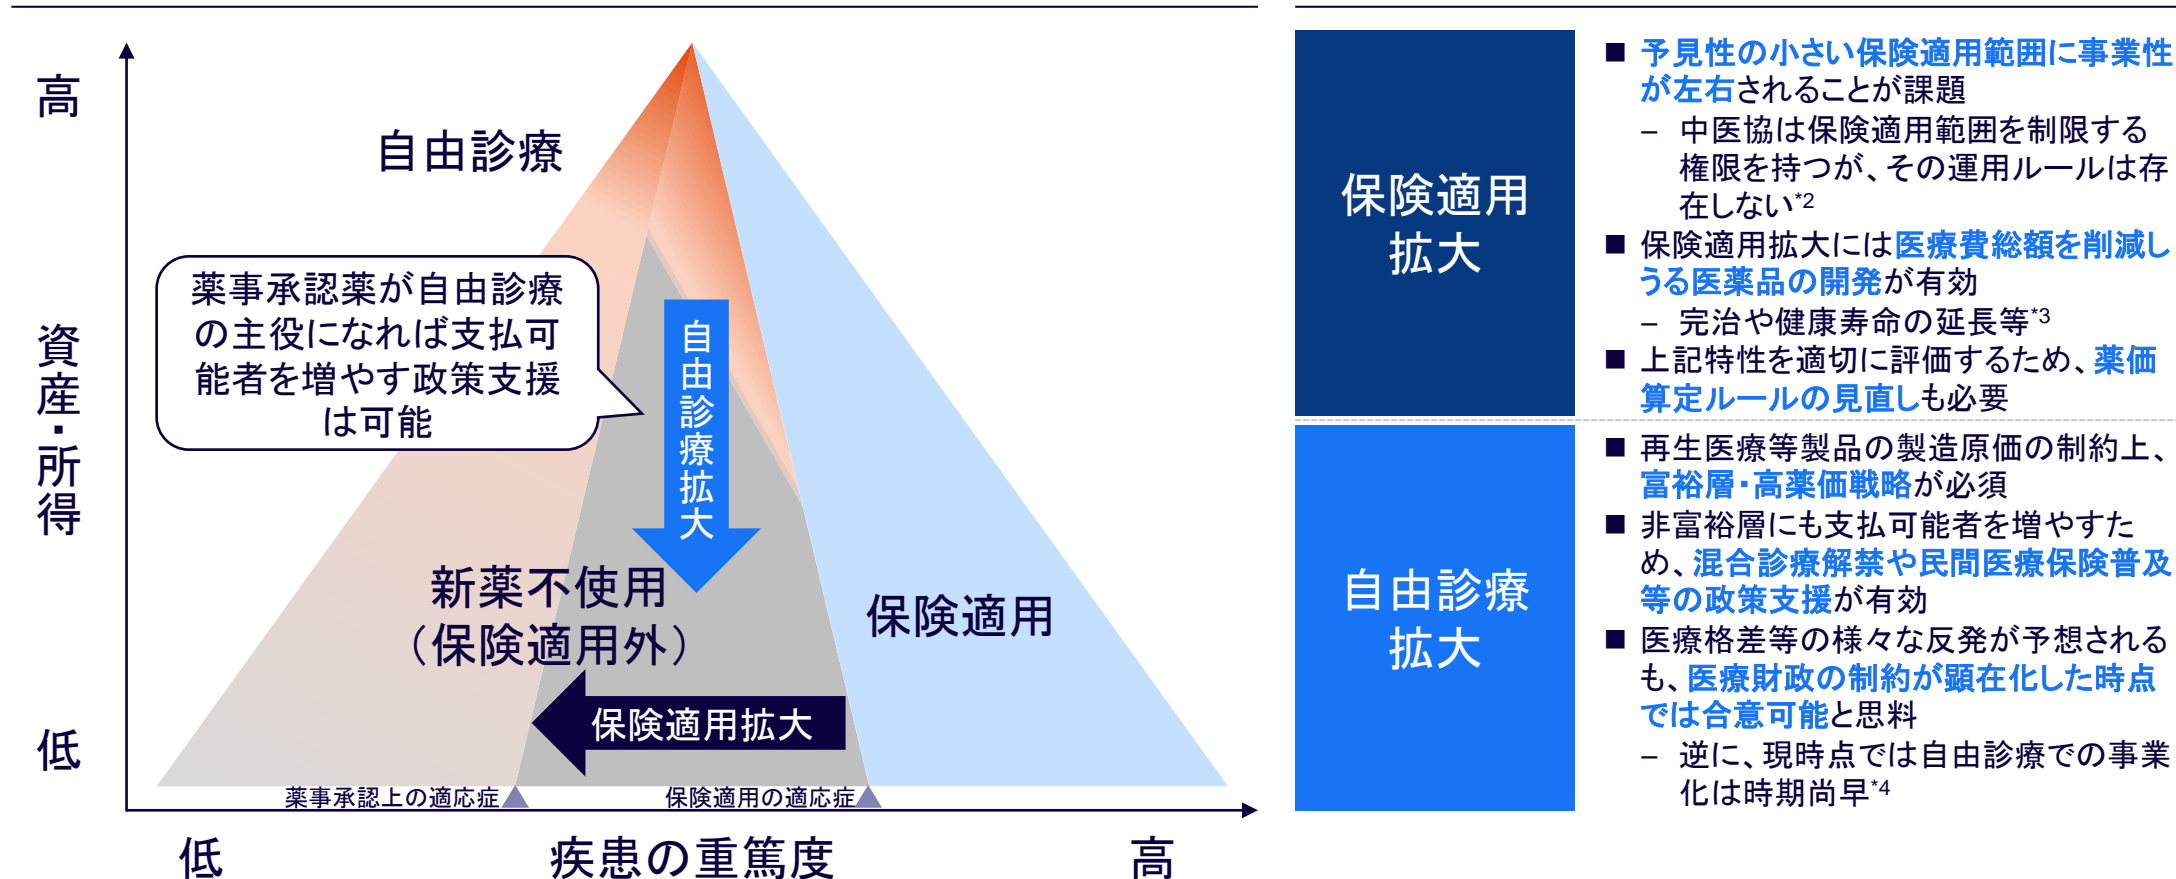 高
資産・所得
低
自由診療
薬事承認薬が自由診療
の主役になれば支払可
能者を増やす政策支援
は可能
自由診療拡大
新薬不使用
（保険適用外）
保険適用
保険適用拡大
薬事承認上の適応症
保険適用の適応症
低
疾患の重篤度
高
保険適用
拡大
■ 予見性の小さい保険適用範囲に事業性
が左右されることが課題
– 中医協は保険適用範囲を制限する
権限を持つが、その運用ルールは存
在しない*2
■ 保険適用拡大には医療費総額を削減し
うる医薬品の開発が有効
– 完治や健康寿命の延長等*3
■ 上記特性を適切に評価するため、薬価
算定ルールの見直しも必要
自由診療
拡大
■ 再生医療等製品の製造原価の制約上、
富裕層・高薬価戦略が必須
■ 非富裕層にも支払可能者を増やすた
め、混合診療解禁や民間医療保険普及
等の政策支援が有効
■ 医療格差等の様々な反発が予想される
も、医療財政の制約が顕在化した時点
では合意可能と思料
– 逆に、現時点では自由診療での事業
化は時期尚早*4